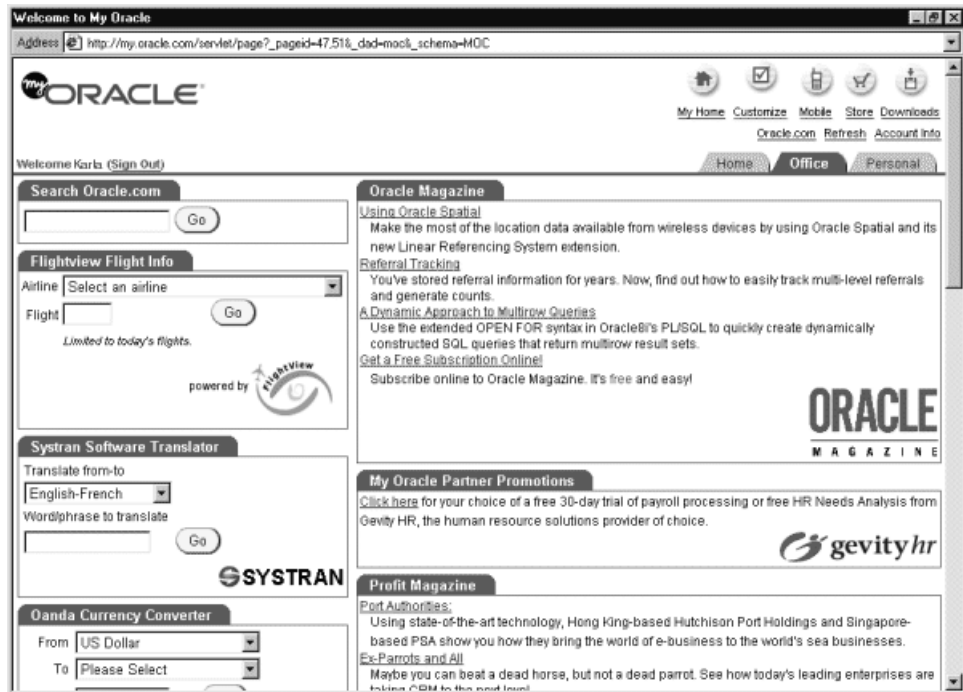 Welcome to My Oracle
Address http://my.oracle.com/servlet/page?_pageid=47,51&_dad=moc&_schema=MOC
my ORACLE
My Home Customize Mobile Store Downloads
Oracle.com Refresh Account Info
Welcome Karla (Sign Out)
Home Office Personal
Search Oracle.com
Go
Flightview Flight Info
Airline Select an airline
Flight Go
Limited to today's flights.
powered by FlightView
Systran Software Translator
Translate from-to
English-French
Word/phrase to translate
Go
SYSTRAN
Oanda Currency Converter
From US Dollar
To Please Select
Oracle Magazine
Using Oracle Spatial
Make the most of the location data available from wireless devices by using Oracle Spatial and its
new Linear Referencing System extension.
Referral Tracking
You've stored referral information for years. Now, find out how to easily track multi-level referrals
and generate counts.
A Dynamic Approach to Multirow Queries
Use the extended OPEN FOR syntax in Oracle8i's PL/SQL to quickly create dynamically
constructed SQL queries that return multirow result sets.
Get a Free Subscription Online!
Subscribe online to Oracle Magazine. It's free and easy!
ORACLE
MAGAZINE
My Oracle Partner Promotions
Click here for your choice of a free 30-day trial of payroll processing or free HR Needs Analysis from
Gevity HR, the human resource solutions provider of choice.
gevityhr
Profit Magazine
Port Authorities:
Using state-of-the-art technology, Hong King-based Hutchison Port Holdings and Singapore-
based PSA show you how they bring the world of e-business to the world's sea businesses.
Ex-Parrots and All
Maybe you can beat a dead horse, but not a dead parrot. See how today's leading enterprises are
taking CRM to the next level.